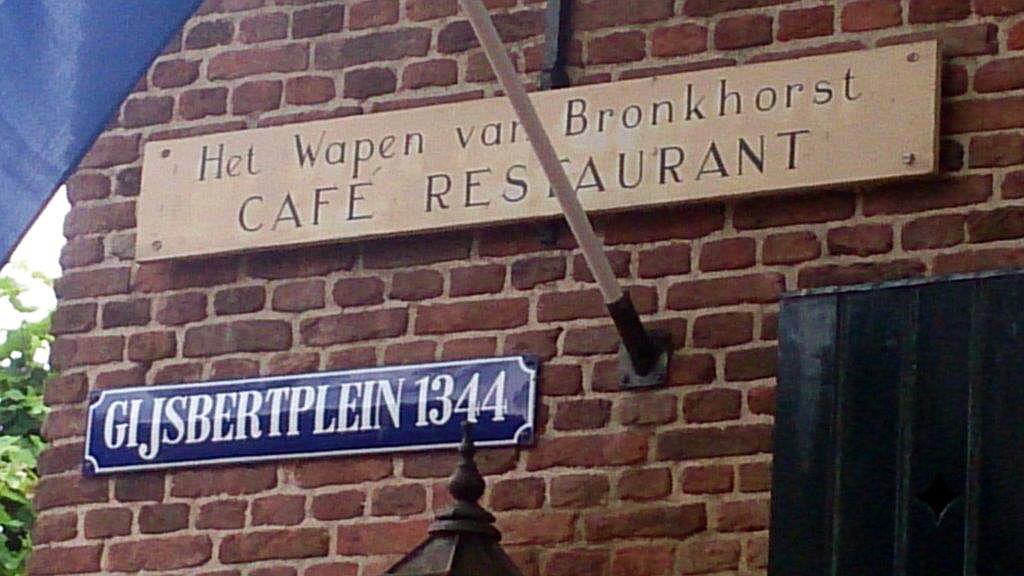 Het Wapen van Bronkhorst
CAFÉ RESTAURANT
GIJSBERTPLEIN 1344